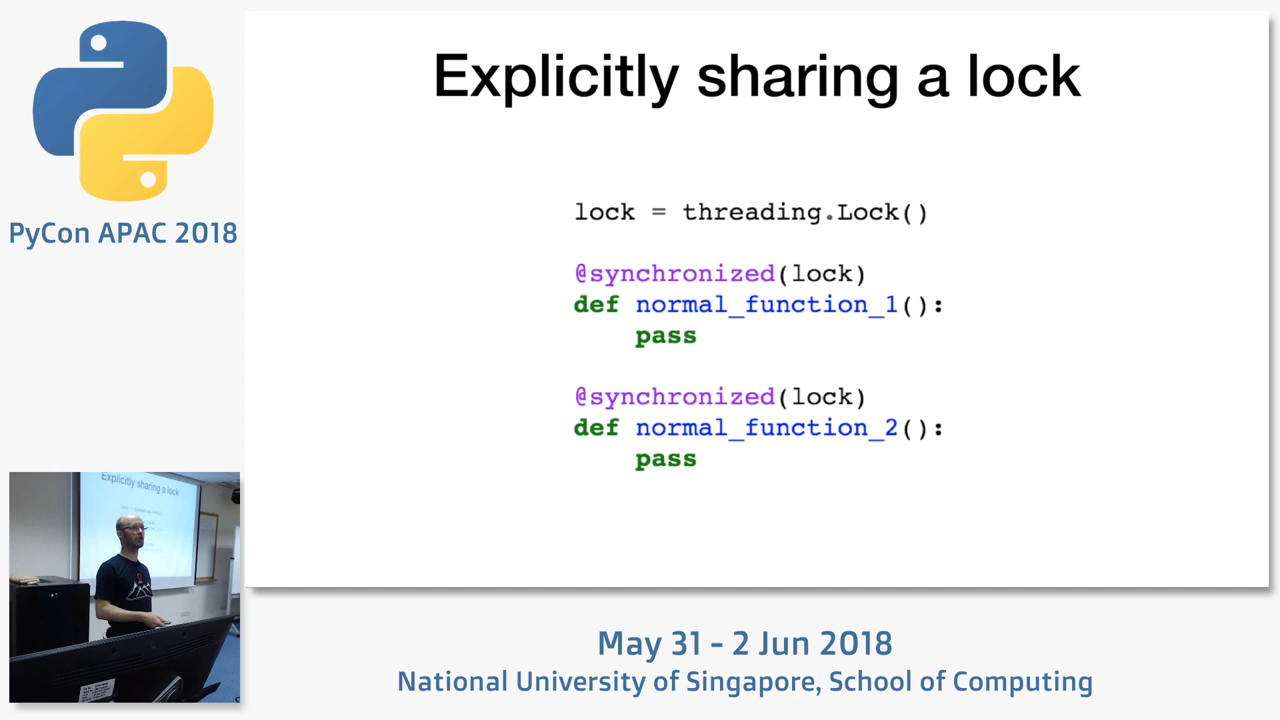 Explicitly sharing a lock
lock = threading.Lock()
@synchronized(lock)
def normal_function_1():
    pass
@synchronized(lock)
def normal_function_2():
    pass
PyCon APAC 2018
Explicitly sharing a lock
May 31 - 2 Jun 2018
National University of Singapore, School of Computing